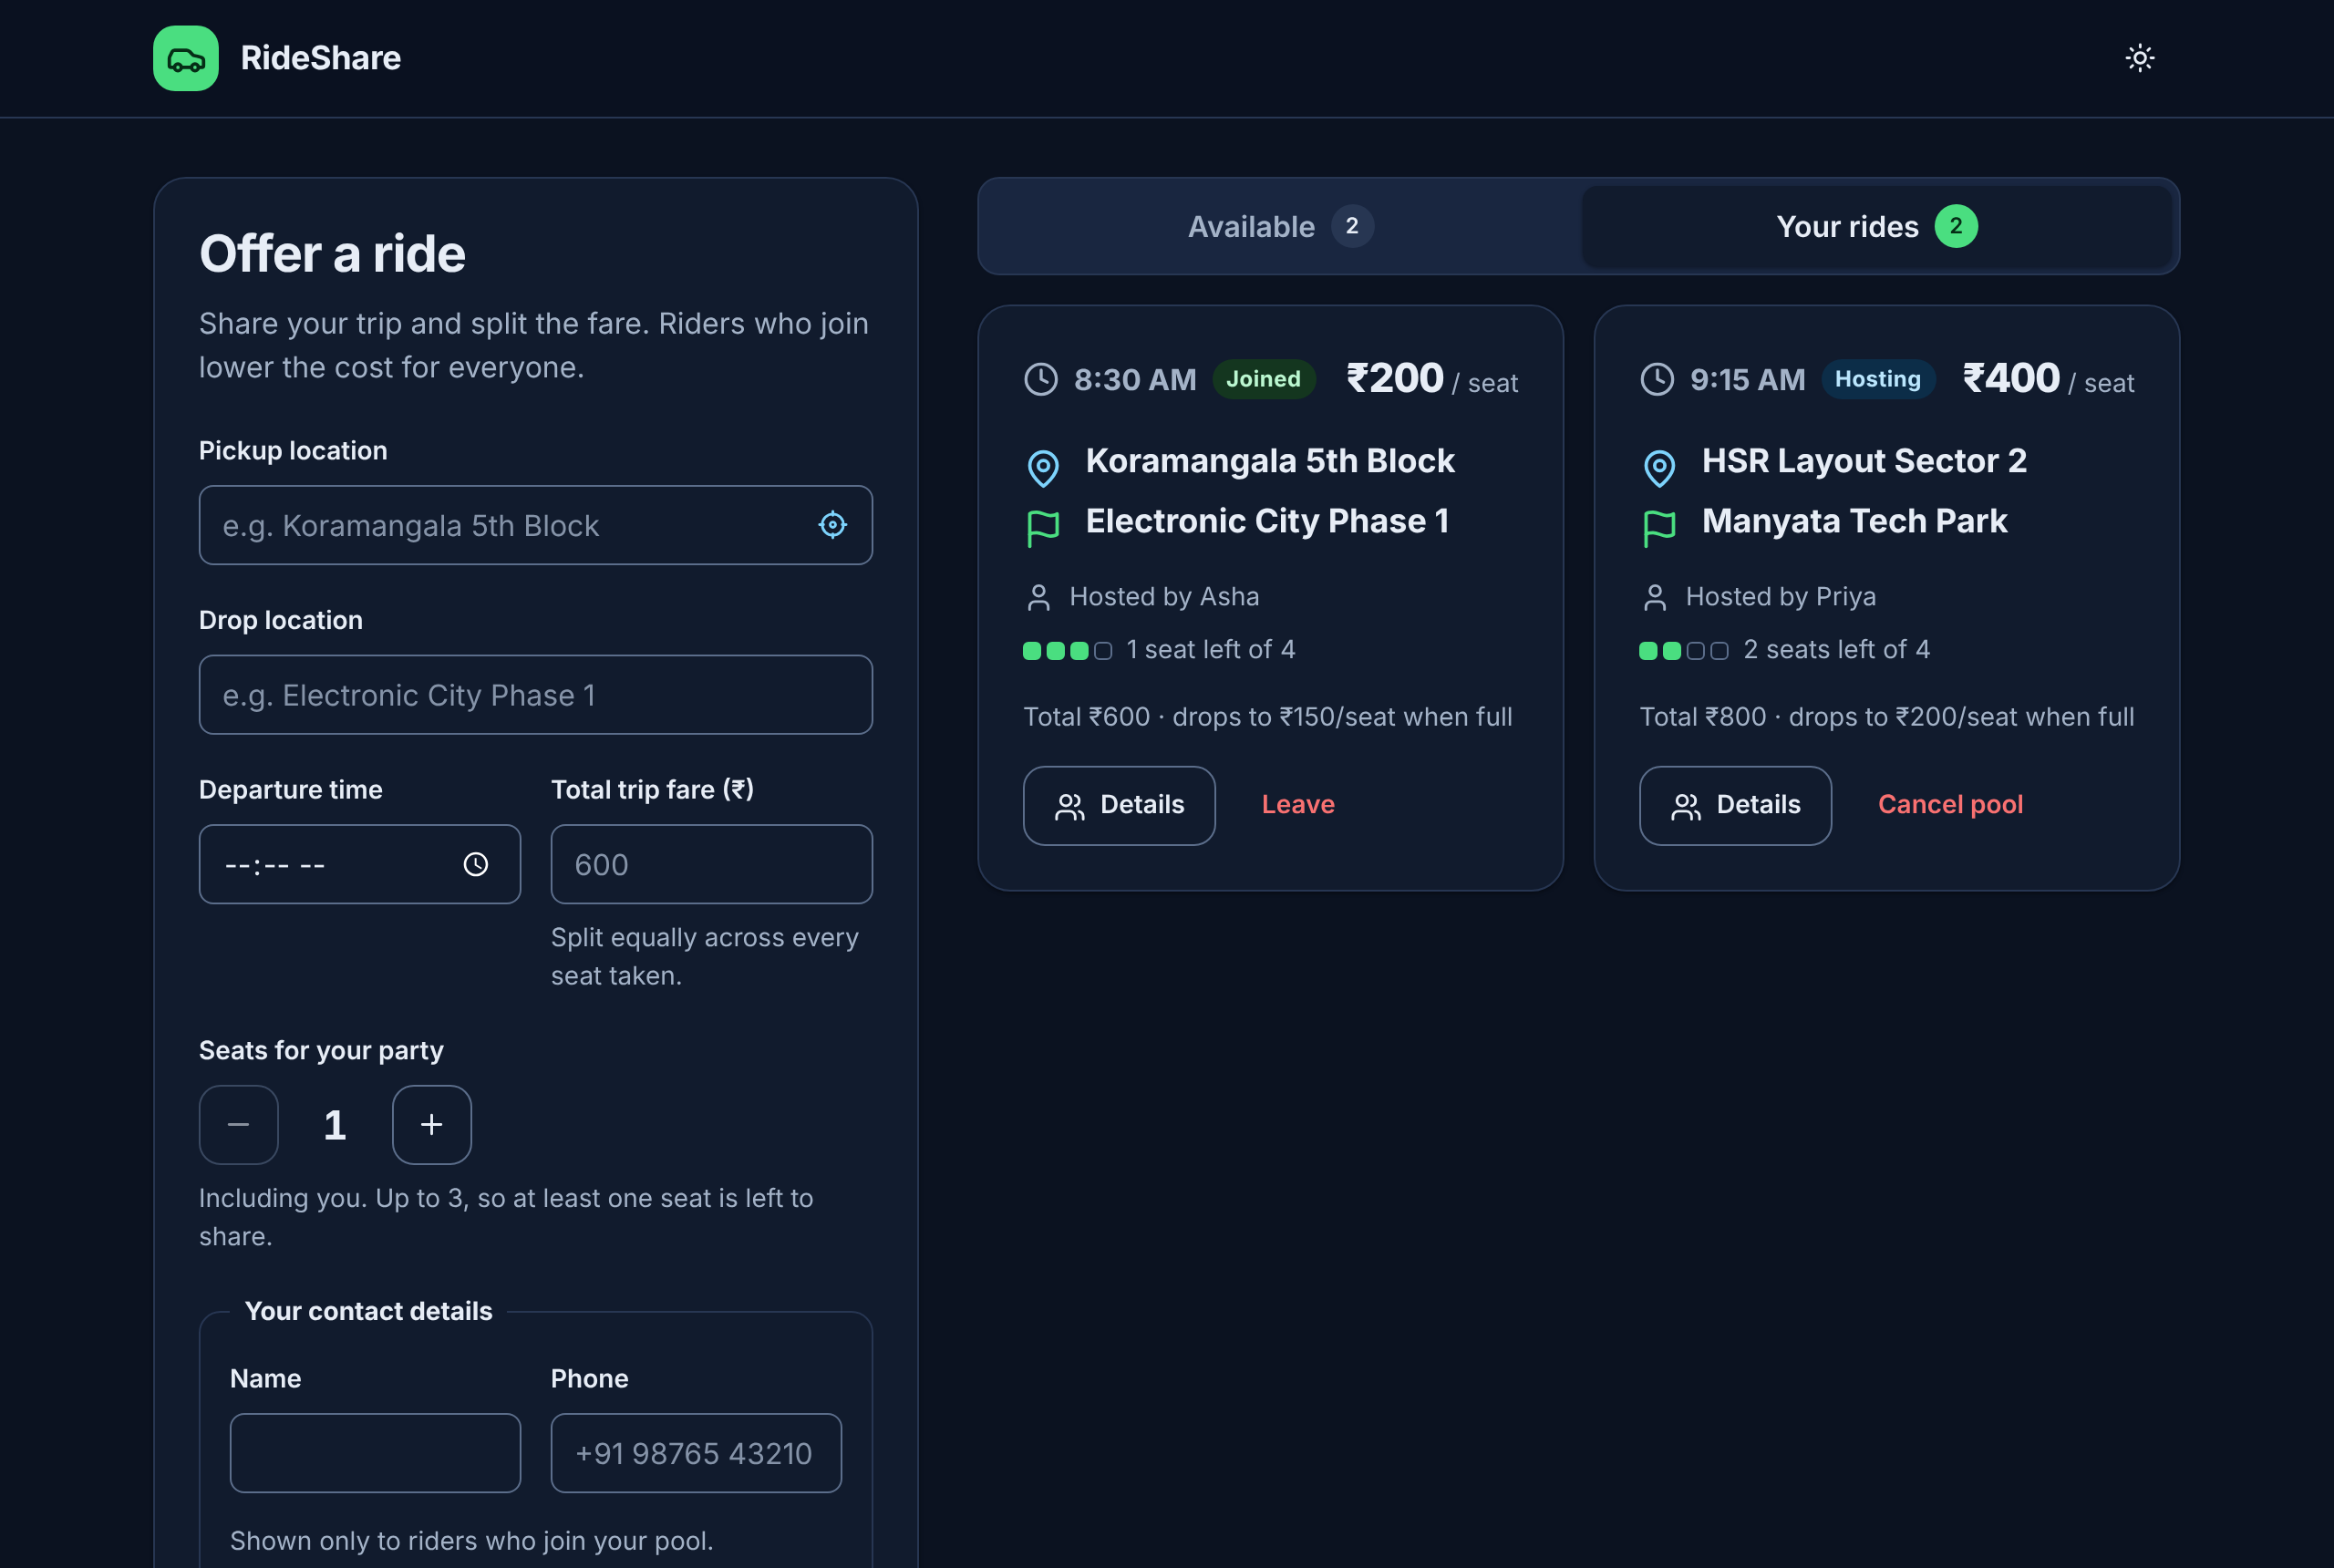 RideShare
Offer a ride
Share your trip and split the fare. Riders who join
lower the cost for everyone.
Pickup location
e.g. Koramangala 5th Block
Drop location
e.g. Electronic City Phase 1
Departure time
Total trip fare (₹)
--:-- --
600
Split equally across every
seat taken.
Seats for your party
1
Including you. Up to 3, so at least one seat is left to
share.
Your contact details
Name
Phone
+91 98765 43210
Shown only to riders who join your pool.
Available 2
Your rides 2
8:30 AM Joined ₹200 / seat
Koramangala 5th Block
Electronic City Phase 1
Hosted by Asha
1 seat left of 4
Total ₹600 · drops to ₹150/seat when full
Details Leave
9:15 AM Hosting ₹400 / seat
HSR Layout Sector 2
Manyata Tech Park
Hosted by Priya
2 seats left of 4
Total ₹800 · drops to ₹200/seat when full
Details Cancel pool